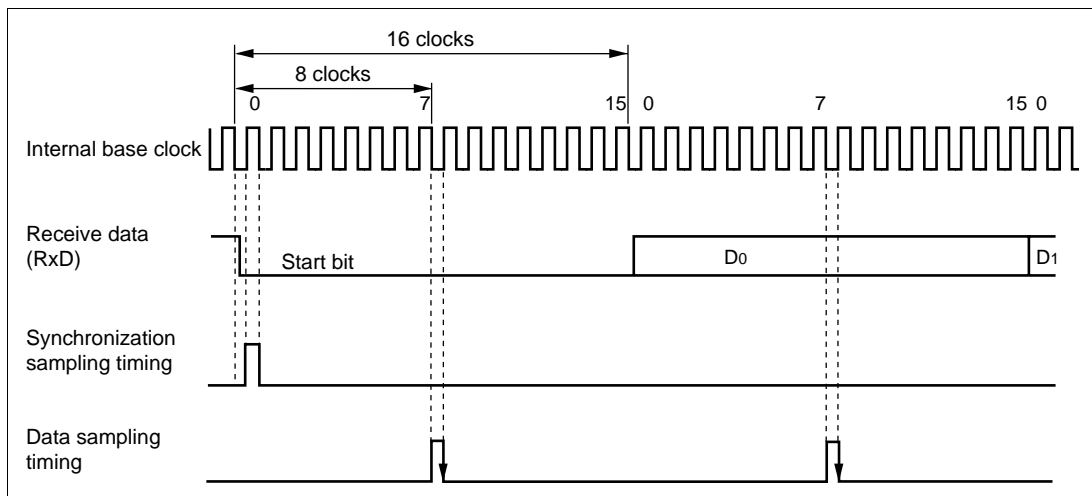 16 clocks
8 clocks
0 7 15 0 7 15 0
Internal base clock
Receive data
(RxD)
Start bit D0 D1
Synchronization
sampling timing
Data sampling
timing